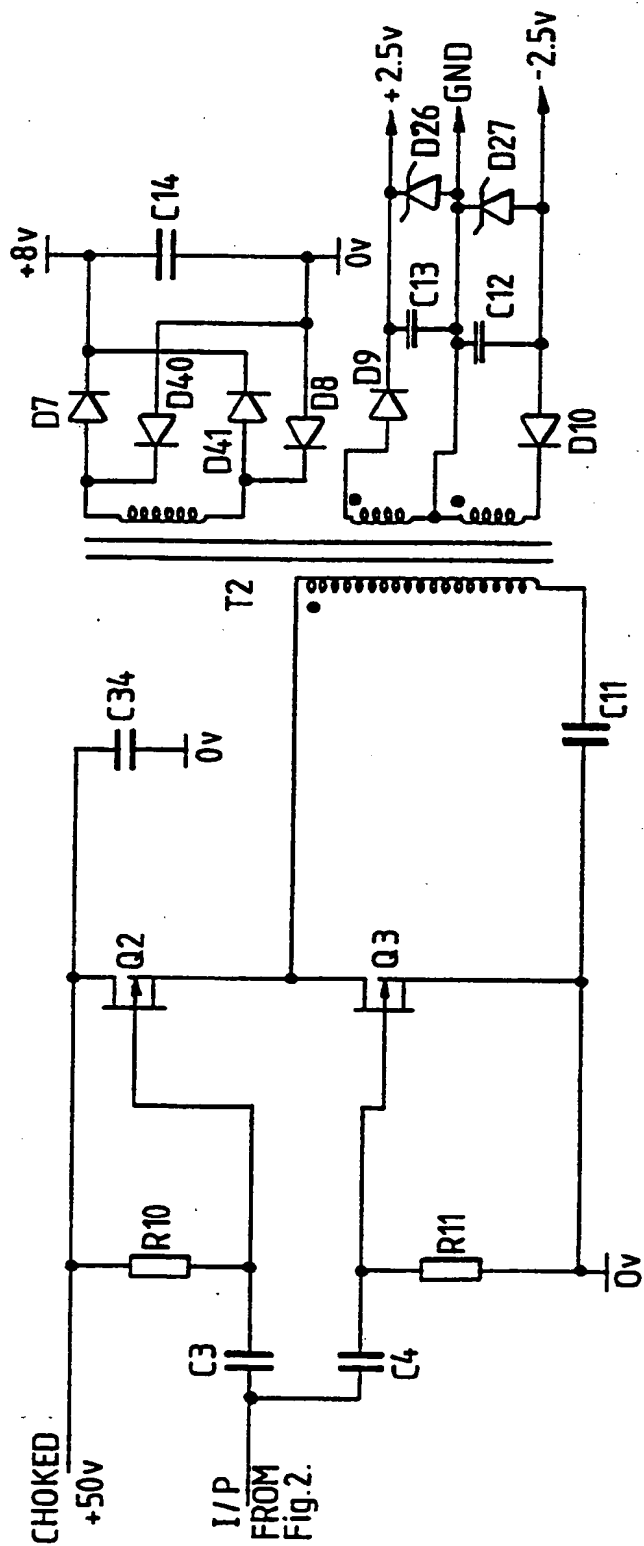 CHOKED
+50v
I/P
FROM
Fig.2.
C3
C4
R10
R11
0v
Q2
Q3
C34
0v
C11
T2
D7
D40
D41
D8
+8v
C14
0v
D9
D10
C13
C12
D26
D27
+2.5v
GND
-2.5v